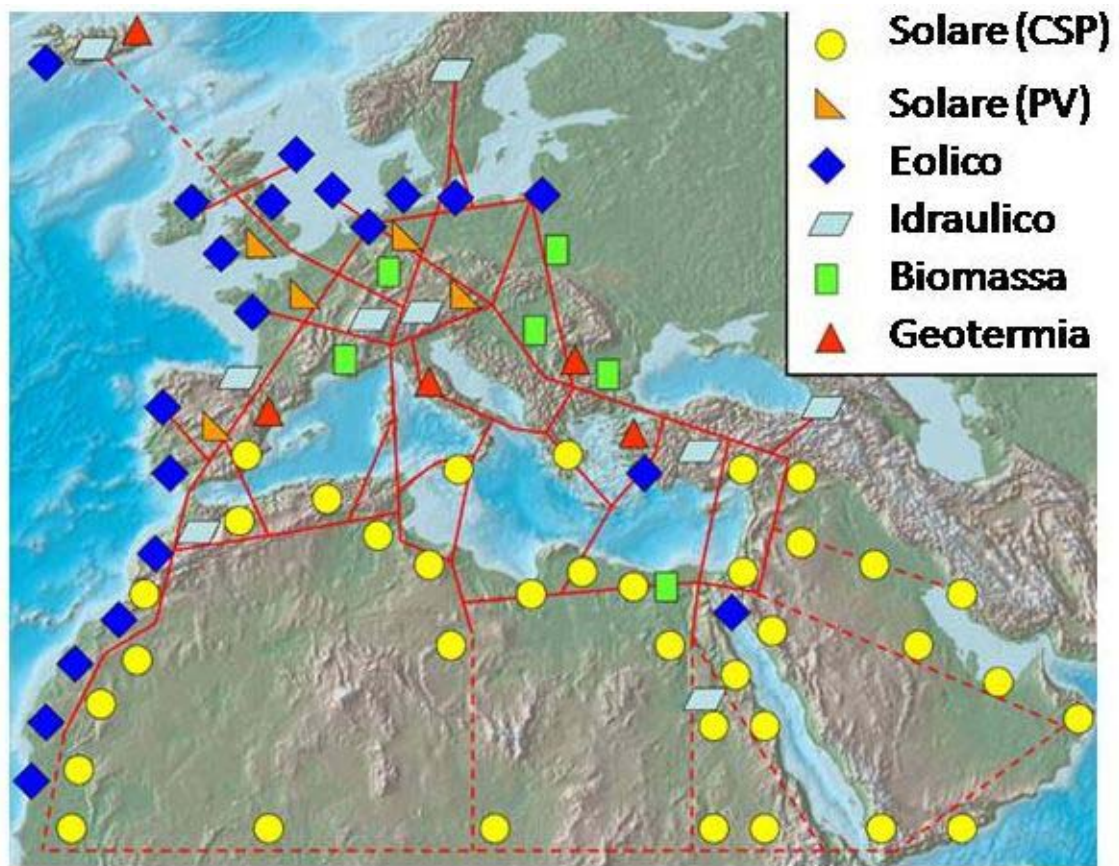 Solare (CSP)
Solare (PV)
Eolico
Idraulico
Biomassa
Geotermia